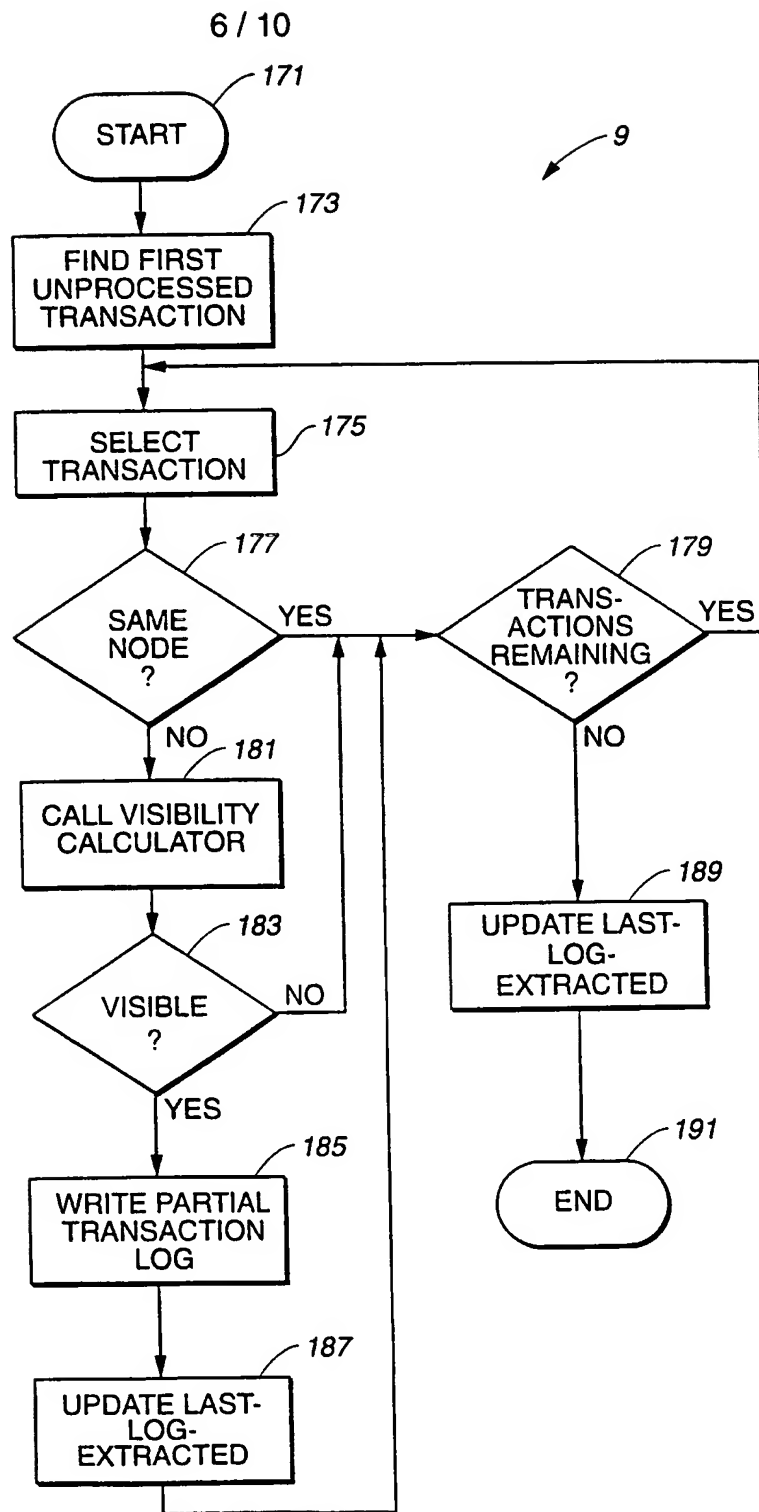 6 / 10
171
START
9
173
FIND FIRST
UNPROCESSED
TRANSACTION
SELECT
TRANSACTION
175
177
SAME
NODE
?
YES
NO
179
TRANS-
ACTIONS
REMAINING
?
YES
NO
181
CALL VISIBILITY
CALCULATOR
183
VISIBLE
?
NO
YES
189
UPDATE LAST-
LOG-
EXTRACTED
185
WRITE PARTIAL
TRANSACTION
LOG
191
END
187
UPDATE LAST-
LOG-
EXTRACTED